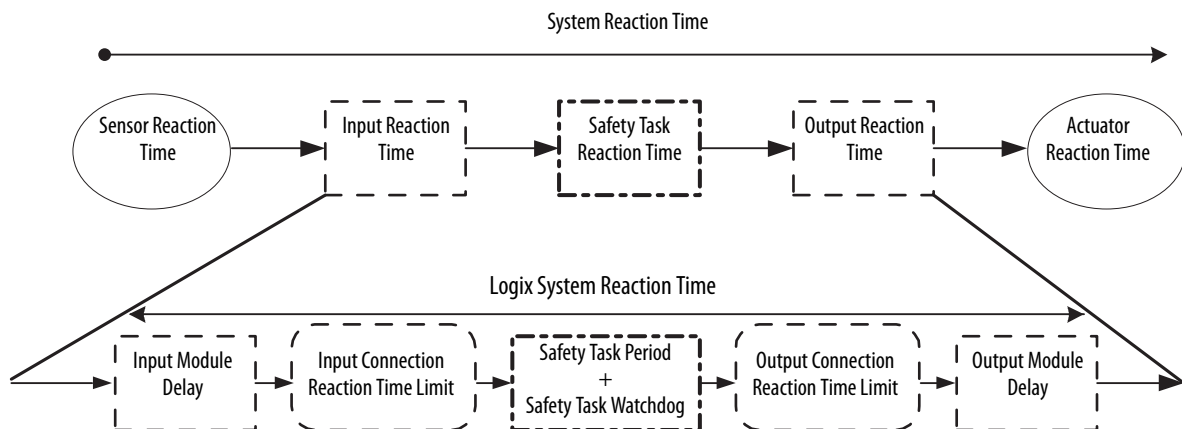 System Reaction Time
Sensor Reaction
Time
Input Reaction
Time
Safety Task
Reaction Time
Output Reaction
Time
Actuator
Reaction Time
Logix System Reaction Time
Input Module
Delay
Input Connection
Reaction Time Limit
Safety Task Period
+
Safety Task Watchdog
Output Connection
Reaction Time Limit
Output Module
Delay